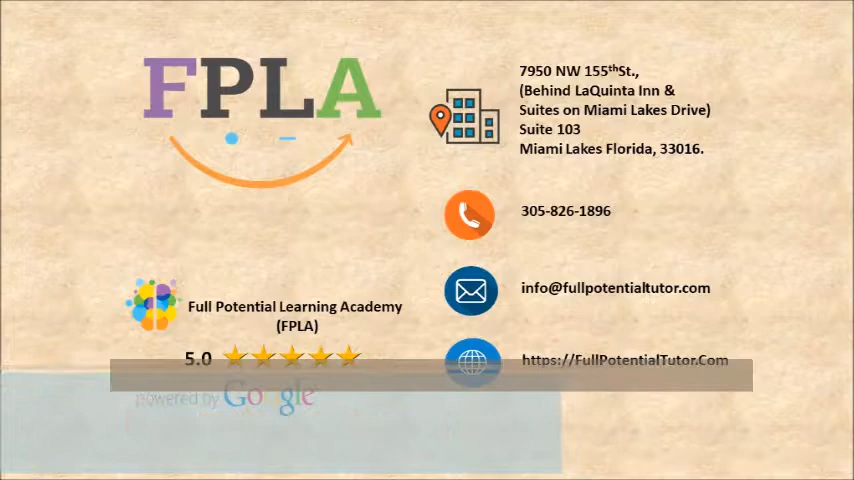 FPLA
7950 NW 155thSt.,
(Behind LaQuinta Inn &
Suites on Miami Lakes Drive)
Suite 103
Miami Lakes Florida, 33016.
305-826-1896
info@fullpotentialtutor.com
https://FullPotentialTutor.Com
Full Potential Learning Academy
(FPLA)
5.0
powered by Google